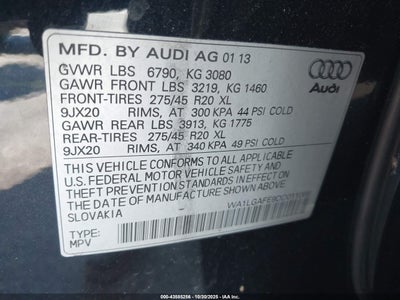 MFD. BY AUDI AG 01 13
GVWR LBS 6790, KG 3080
GAWR FRONT LBS 3219, KG 1460
FRONT-TIRES 275/45 R20 XL
9JX20 RIMS, AT 300 KPA 44 PSI COLD
GAWR REAR LBS 3913, KG 1775
REAR-TIRES 275/45 R20 XL
9JX20 RIMS, AT 340 KPA 49 PSI COLD
Audi
THIS VEHICLE CONFORMS TO ALL APPLICABLE
U.S. FEDERAL MOTOR VEHICLE SAFETY AND
THEFT PREVENTION STANDARDS IN EFFECT ON
THE DATE OF MANUFACTURE SHOWN ABOVE.
SLOVAKIA
TYPE:
MPV
000-43585256 - (10/30/2025) - IAAI.COM